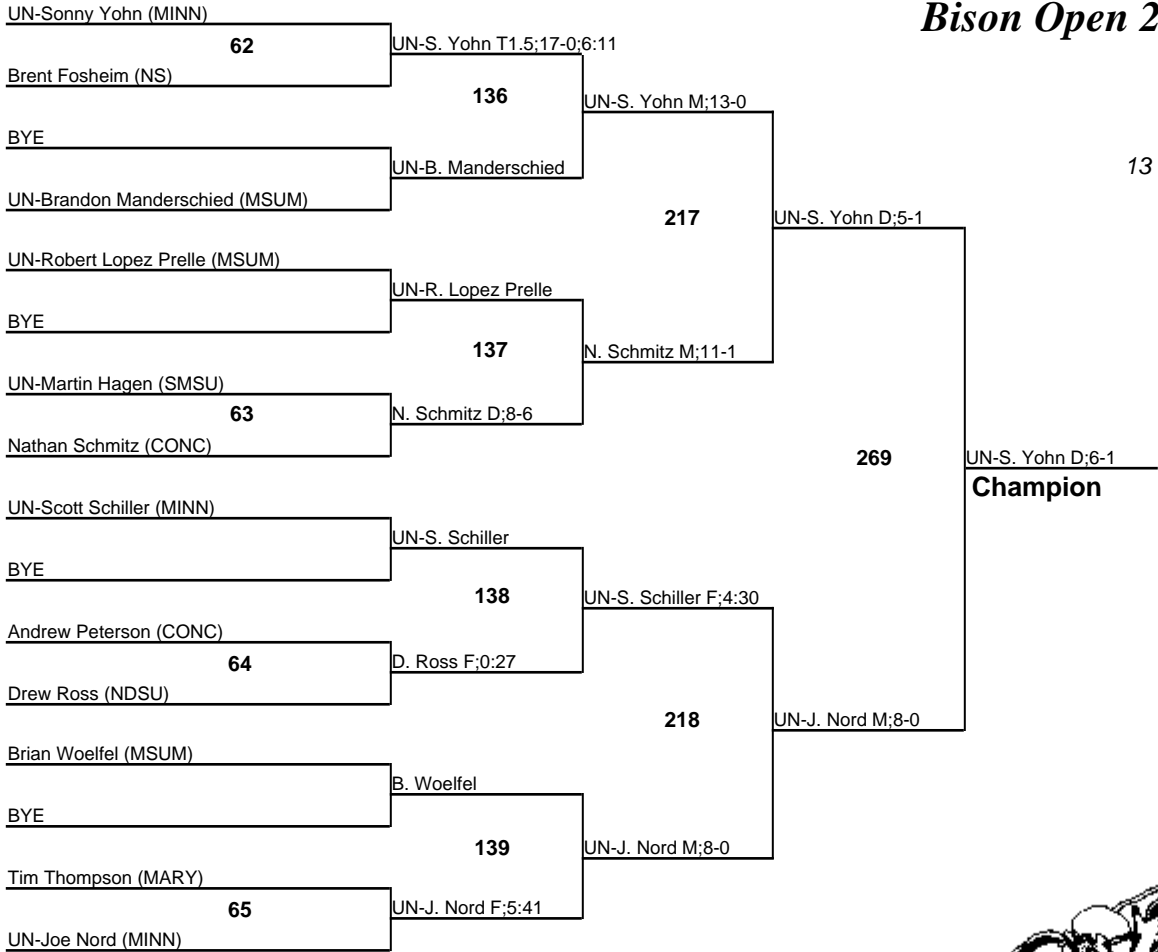 Bison Open 2
13
UN-Sonny Yohn (MINN)
62
Brent Fosheim (NS)
UN-S. Yohn T1.5;17-0;6:11
136
BYE
UN-Brandon Manderschied (MSUM)
UN-B. Manderschied
UN-S. Yohn M;13-0
217
UN-Robert Lopez Prelle (MSUM)
BYE
UN-R. Lopez Prelle
137
UN-Martin Hagen (SMSU)
63
Nathan Schmitz (CONC)
N. Schmitz D;8-6
N. Schmitz M;11-1
UN-S. Yohn D;5-1
269
UN-Scott Schiller (MINN)
BYE
UN-S. Schiller
138
Andrew Peterson (CONC)
64
Drew Ross (NDSU)
D. Ross F;0:27
UN-S. Schiller F;4:30
218
Brian Woelfel (MSUM)
BYE
B. Woelfel
139
Tim Thompson (MARY)
65
UN-Joe Nord (MINN)
UN-J. Nord F;5:41
UN-J. Nord M;8-0
UN-J. Nord M;8-0
UN-S. Yohn D;6-1
Champion